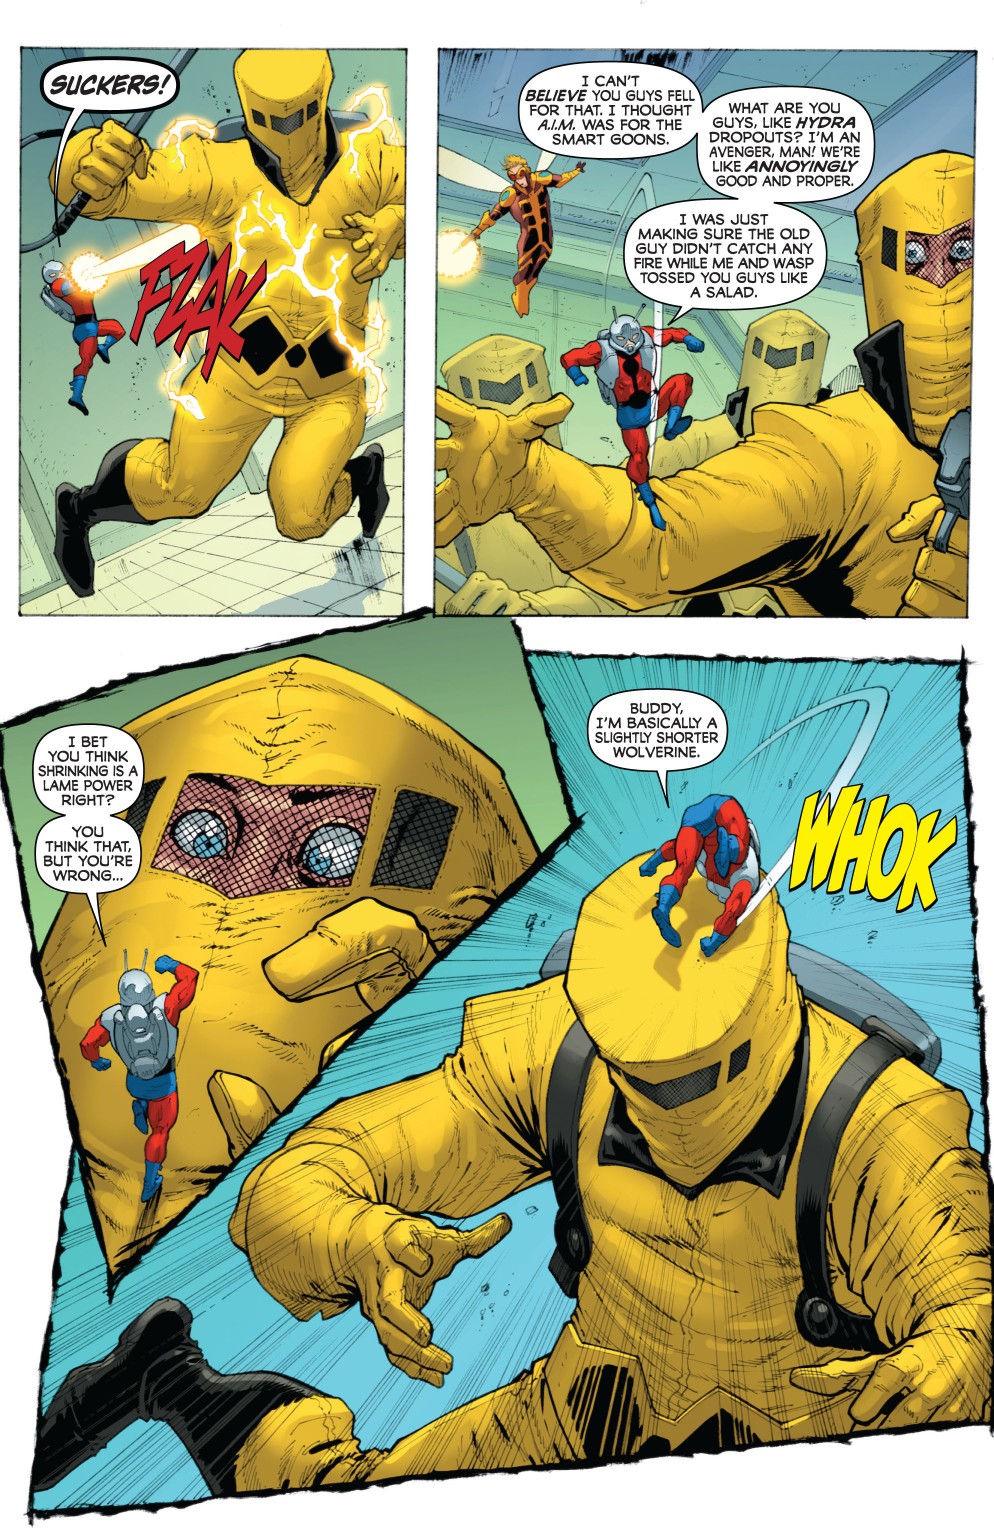 SUCKERS!
FZAK
I CAN'T
BELIEVE YOU GUYS FELL
FOR THAT. I THOUGHT
A.I.M. WAS FOR THE
SMART GOONS.
WHAT ARE YOU
GUYS, LIKE HYDRA
DROPOUTS? I'M AN
AVENGER, MAN! WE'RE
LIKE ANNOYINGLY
GOOD AND PROPER.
I WAS JUST
MAKING SURE THE OLD
GUY DIDN'T CATCH ANY
FIRE WHILE ME AND WASP
TOSSED YOU GUYS LIKE
A SALAD.
I BET
YOU THINK
SHRINKING IS A
LAME POWER
RIGHT?
YOU
THINK THAT,
BUT YOU'RE
WRONG...
BUDDY,
I'M BASICALLY A
SLIGHTLY SHORTER
WOLVERINE.
WHOK